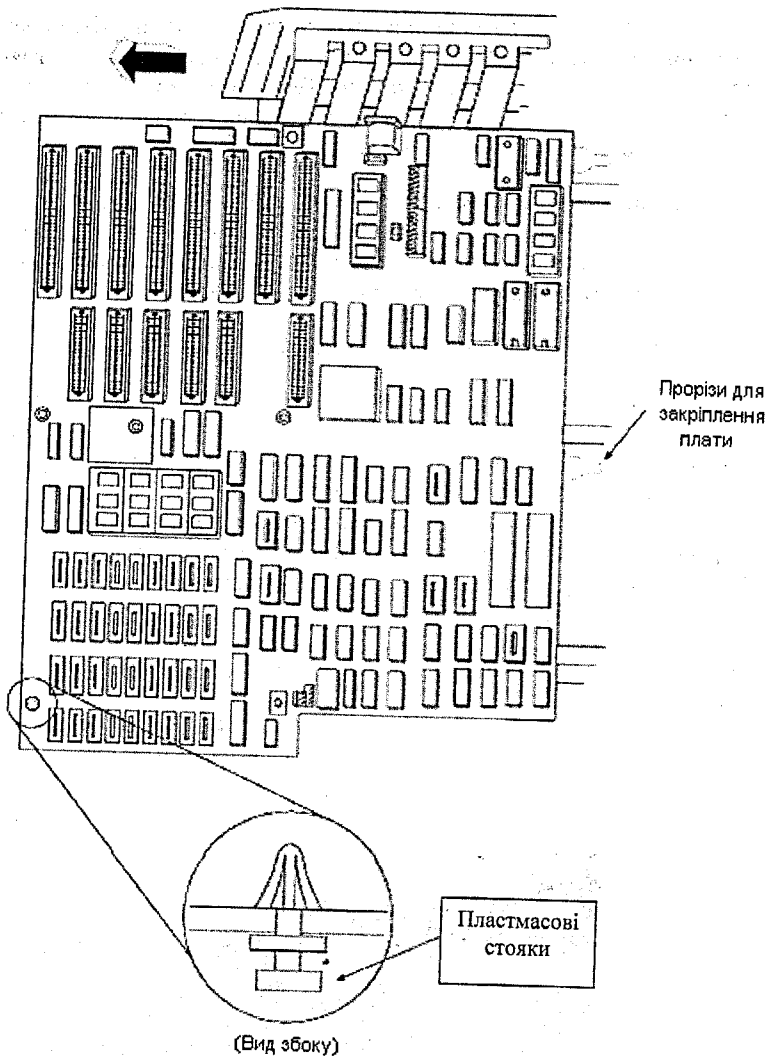 Прорізи для
закріплення
плати
Пластмасові
стояки
(Вид збоку)